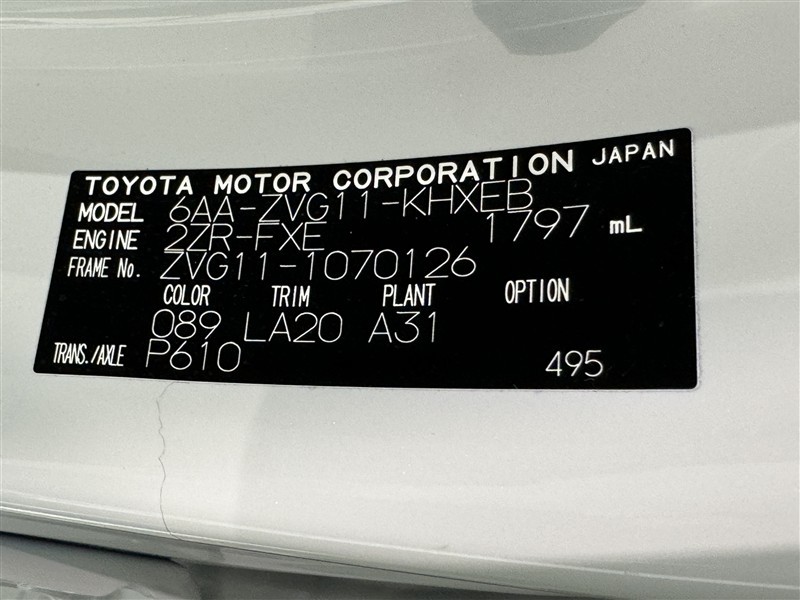 TOYOTA MOTOR CORPORATION JAPAN
MODEL 6AA-ZVG11-KHXEB
ENGINE 2ZR-FXE 1797 mL
FRAME No. ZVG11-1070126
COLOR TRIM PLANT OPTION
089 LA20 A31
TRANS./AXLE P610 495